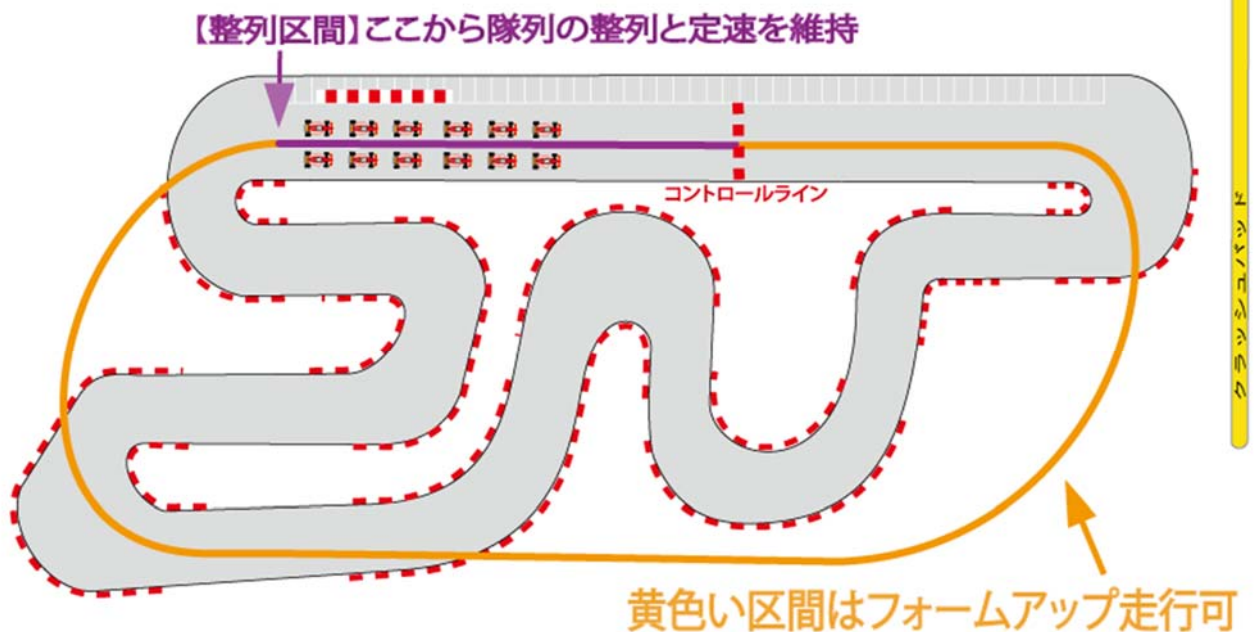 【整列区間】ここから隊列の整列と定速を維持
コントロールライン
クラッシュパッド
黄色い区間はフォームアップ走行可